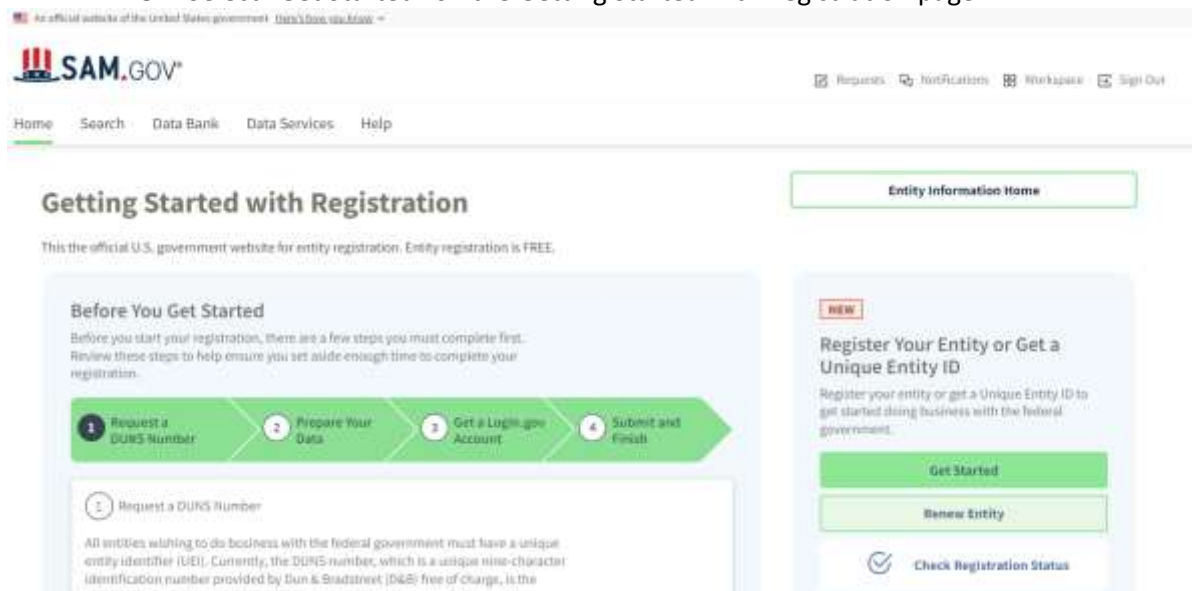 An official website of the United States government Here's how you know
SAM.GOV®
Requests Notifications Workspace Sign Out
Home Search Data Bank Data Services Help
Getting Started with Registration
This the official U.S. government website for entity registration. Entity registration is FREE.
Before You Get Started
Before you start your registration, there are a few steps you must complete first.
Review these steps to help ensure you set aside enough time to complete your
registration.
1 Request a
DUNS Number
2 Prepare Your
Data
3 Get a Login.gov
Account
4 Submit and
Finish
1 Request a DUNS Number
All entities wishing to do business with the federal government must have a unique
entity identifier (UEI). Currently, the DUNS number, which is a unique nine-character
identification number provided by Dun & Bradstreet (D&B) free of charge, is the
Entity Information Home
NEW
Register Your Entity or Get a
Unique Entity ID
Register your entity or get a Unique Entity ID to
get started doing business with the federal
government.
Get Started
Renew Entity
Check Registration Status